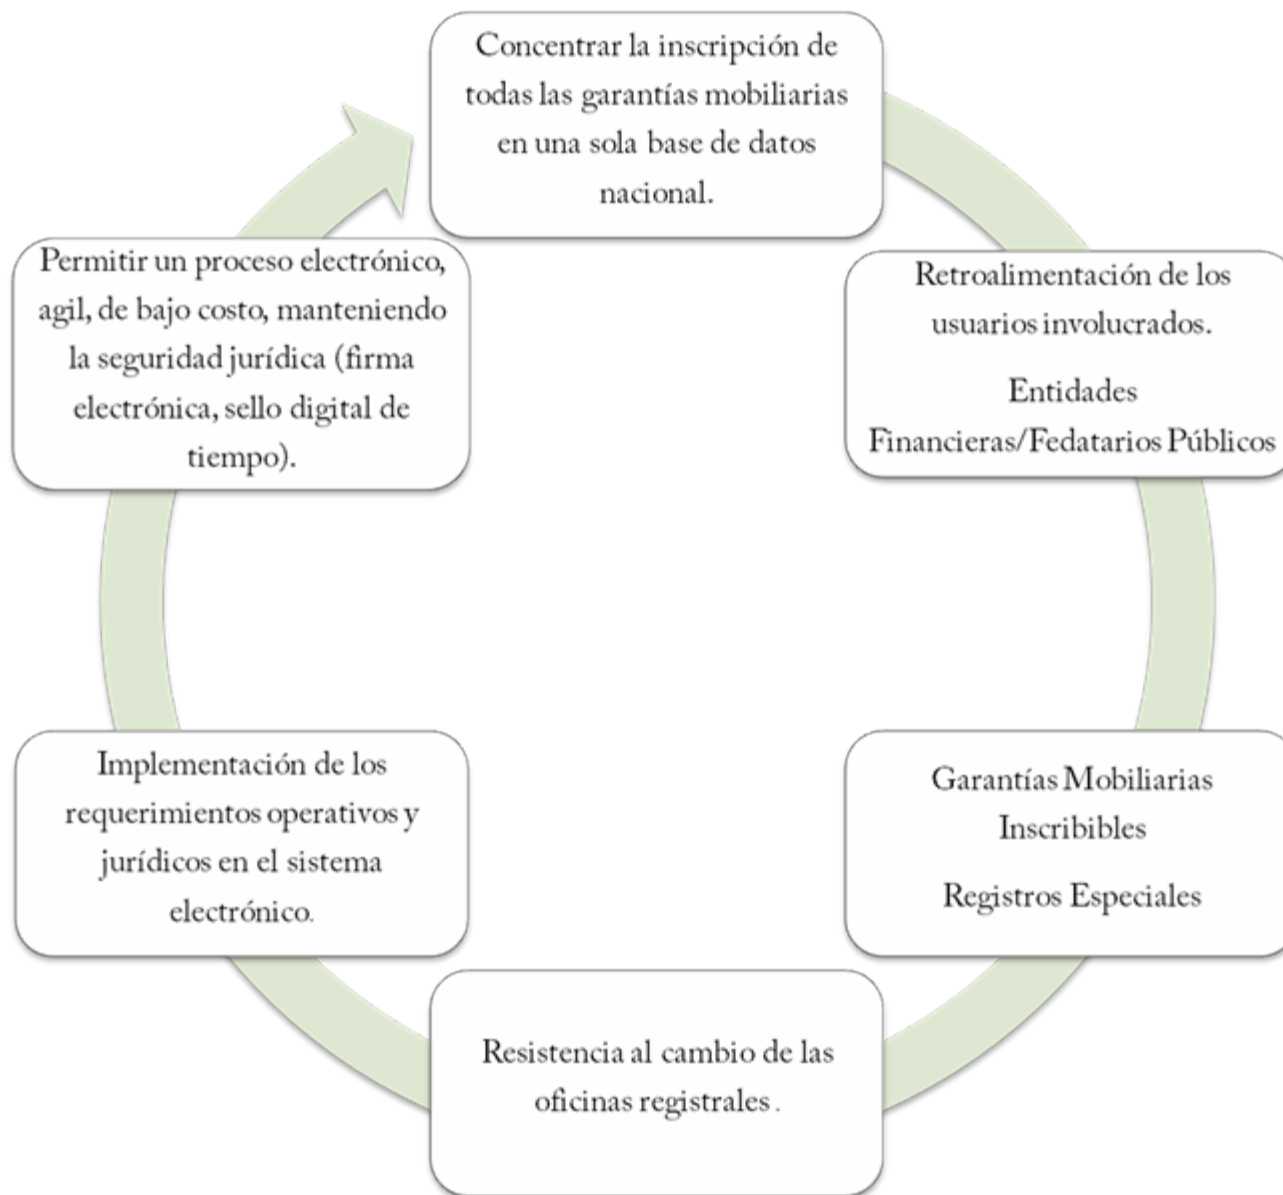 Concentrar la inscripción de
todas las garantías mobiliarias
en una sola base de datos
nacional.
Retroalimentación de los
usuarios involucrados.
Entidades
Financieras/Fedatarios Públicos
Garantías Mobiliarias
Inscribibles
Registros Especiales
Resistencia al cambio de las
oficinas registrales .
Implementación de los
requerimientos operativos y
jurídicos en el sistema
electrónico.
Permitir un proceso electrónico,
agil, de bajo costo, manteniendo
la seguridad jurídica (firma
electrónica, sello digital de
tiempo).